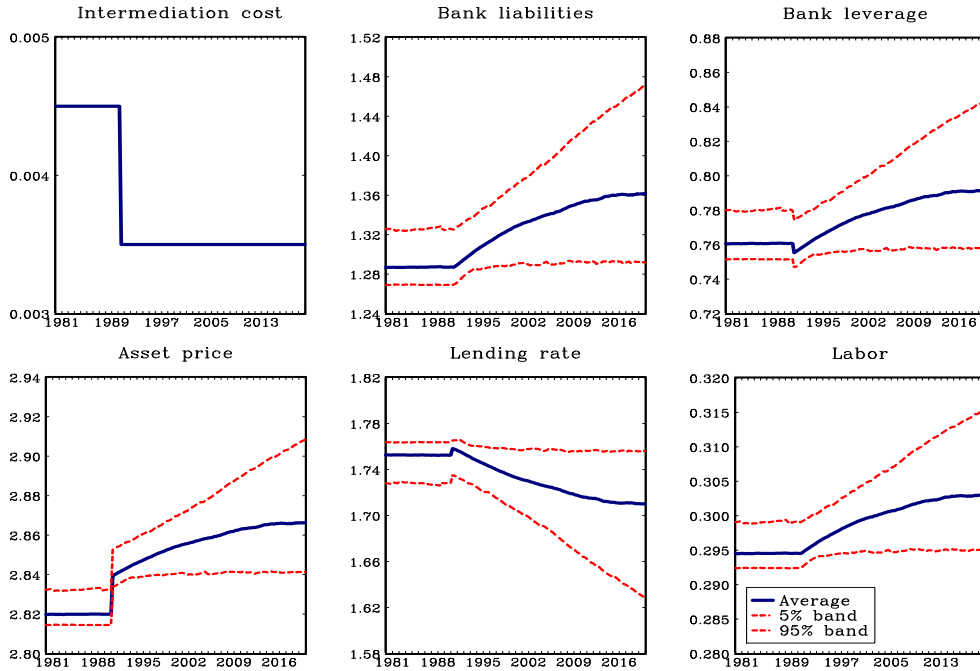 Intermediation cost
0.005
0.004
0.003
1981 1989 1997 2005 2013
Bank liabilities
1.52
1.48
1.44
1.40
1.36
1.32
1.28
1.24
1981 1988 1995 2002 2009 2016
Bank leverage
0.88
0.86
0.84
0.82
0.80
0.78
0.76
0.74
0.72
1981 1988 1995 2002 2009 2016
Asset price
2.94
2.92
2.90
2.88
2.86
2.84
2.82
2.80
1981 1988 1995 2002 2009 2016
Lending rate
1.82
1.78
1.74
1.70
1.66
1.62
1.58
1981 1988 1995 2002 2009 2016
Labor
0.320
0.315
0.310
0.305
0.300
0.295
0.290
0.285
0.280
1981 1989 1997 2005 2013
Average
5% band
95% band